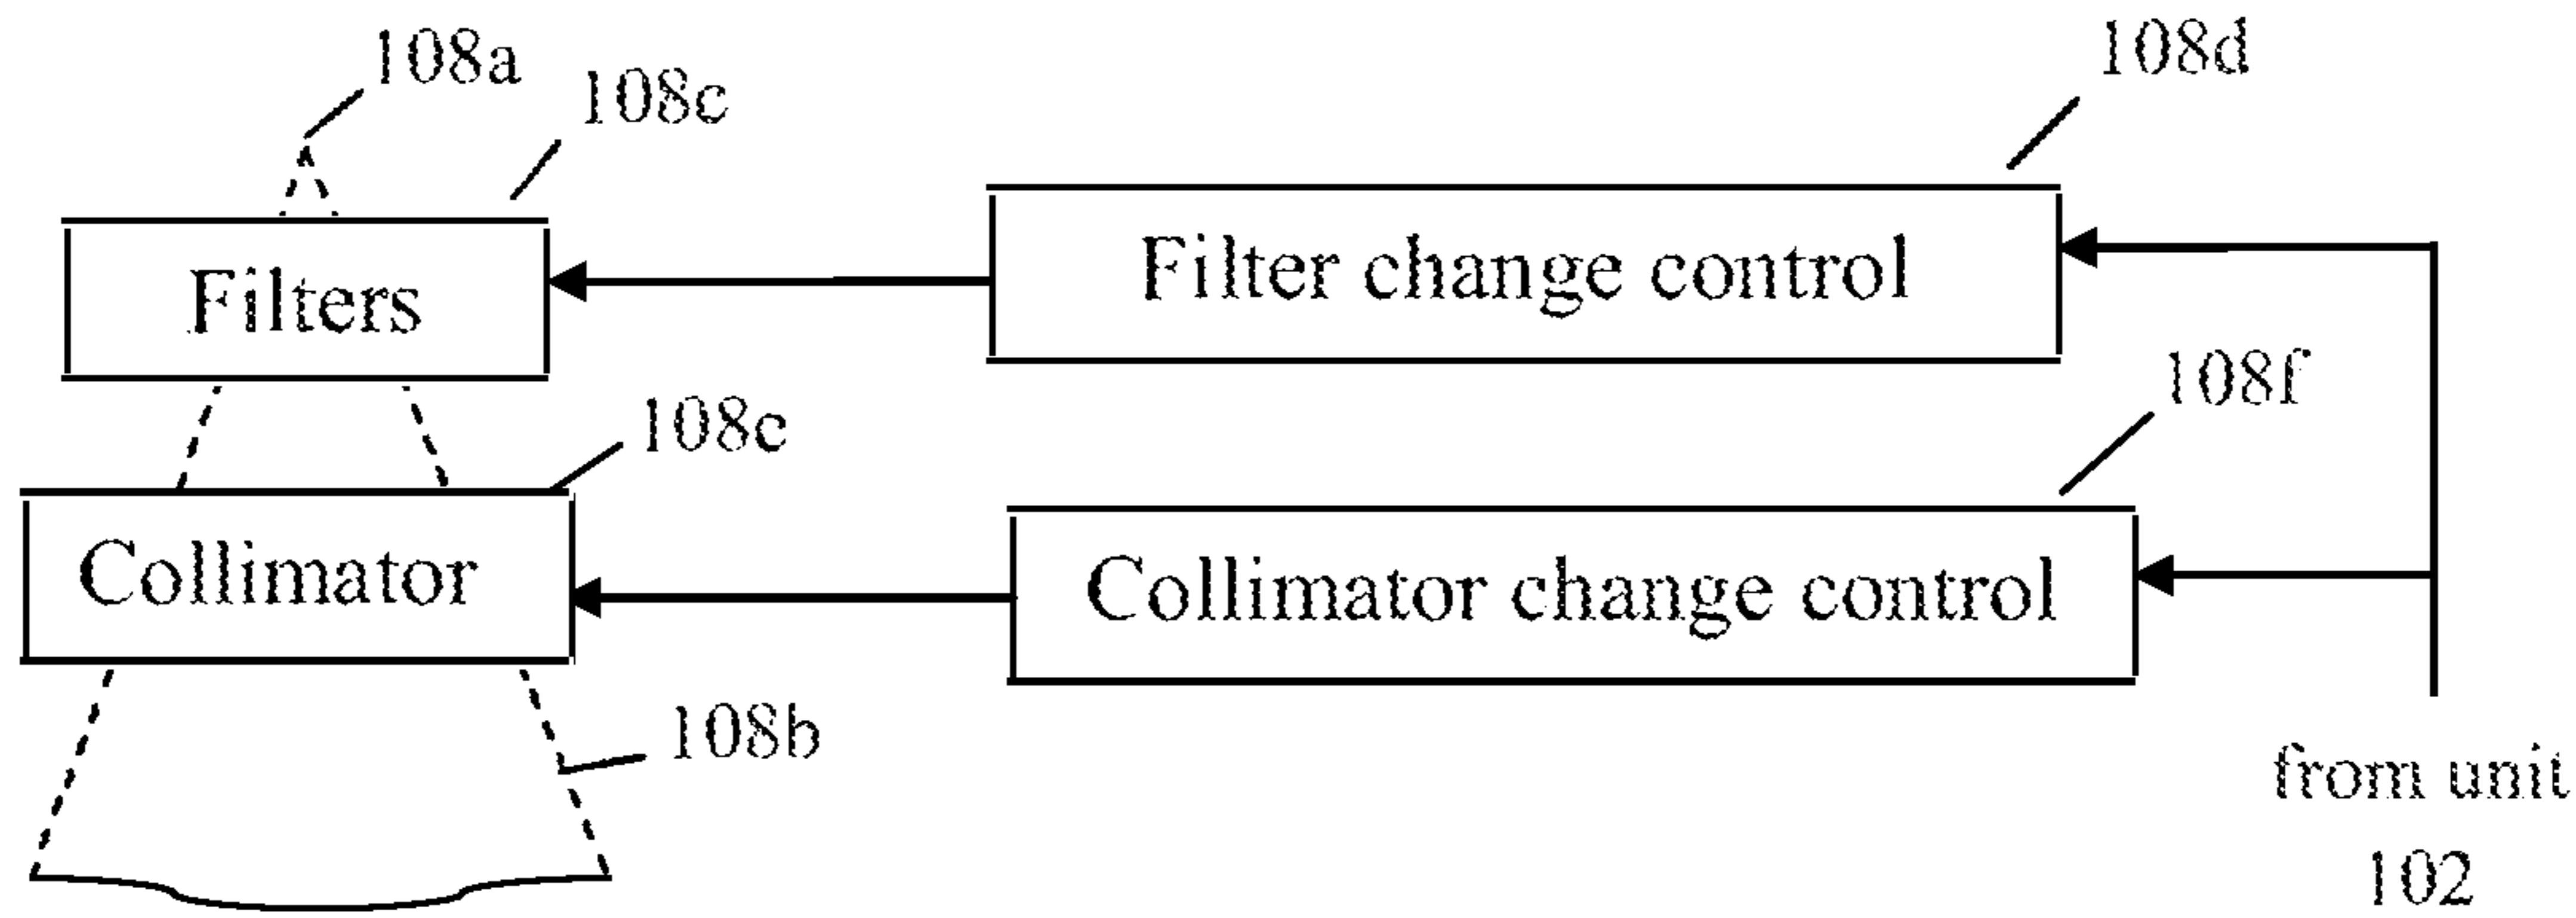 108a
108c
108d
Filters
Filter change control
108f
108e
Collimator
Collimator change control
108b
from unit
102